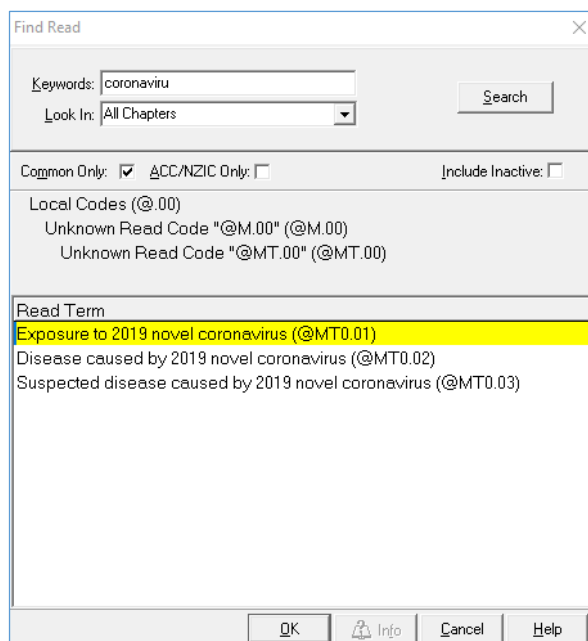 Find Read
Keywords: coronaviru
Search
Look In: All Chapters
Common Only: ACC/NZIC Only: Include Inactive:
Local Codes (@.00)
Unknown Read Code "@M.00" (@M.00)
Unknown Read Code "@MT.00" (@MT.00)
Read Term
Exposure to 2019 novel coronavirus (@MT0.01)
Disease caused by 2019 novel coronavirus (@MT0.02)
Suspected disease caused by 2019 novel coronavirus (@MT0.03)
OK Info Cancel Help